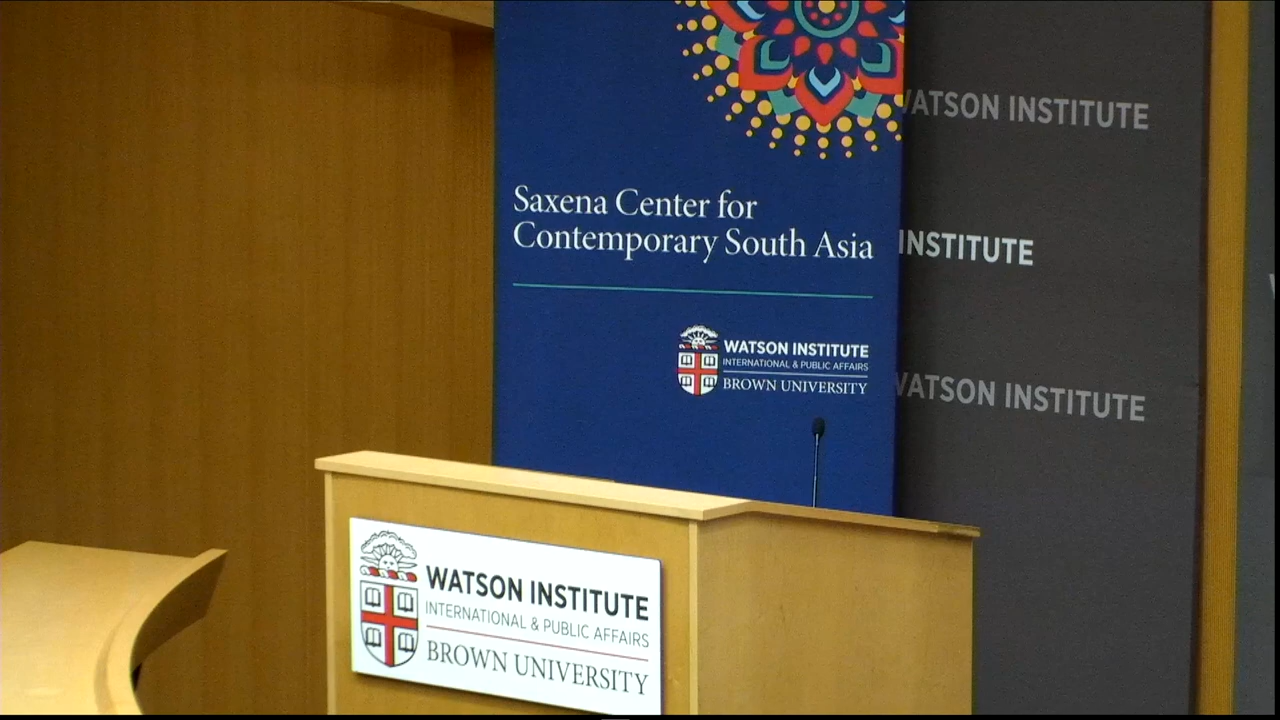 Saxena Center for
Contemporary South Asia
WATSON INSTITUTE
INTERNATIONAL & PUBLIC AFFAIRS
BROWN UNIVERSITY
WATSON INSTITUTE
INSTITUTE
WATSON INSTITUTE
WATSON INSTITUTE
INTERNATIONAL & PUBLIC AFFAIRS
BROWN UNIVERSITY